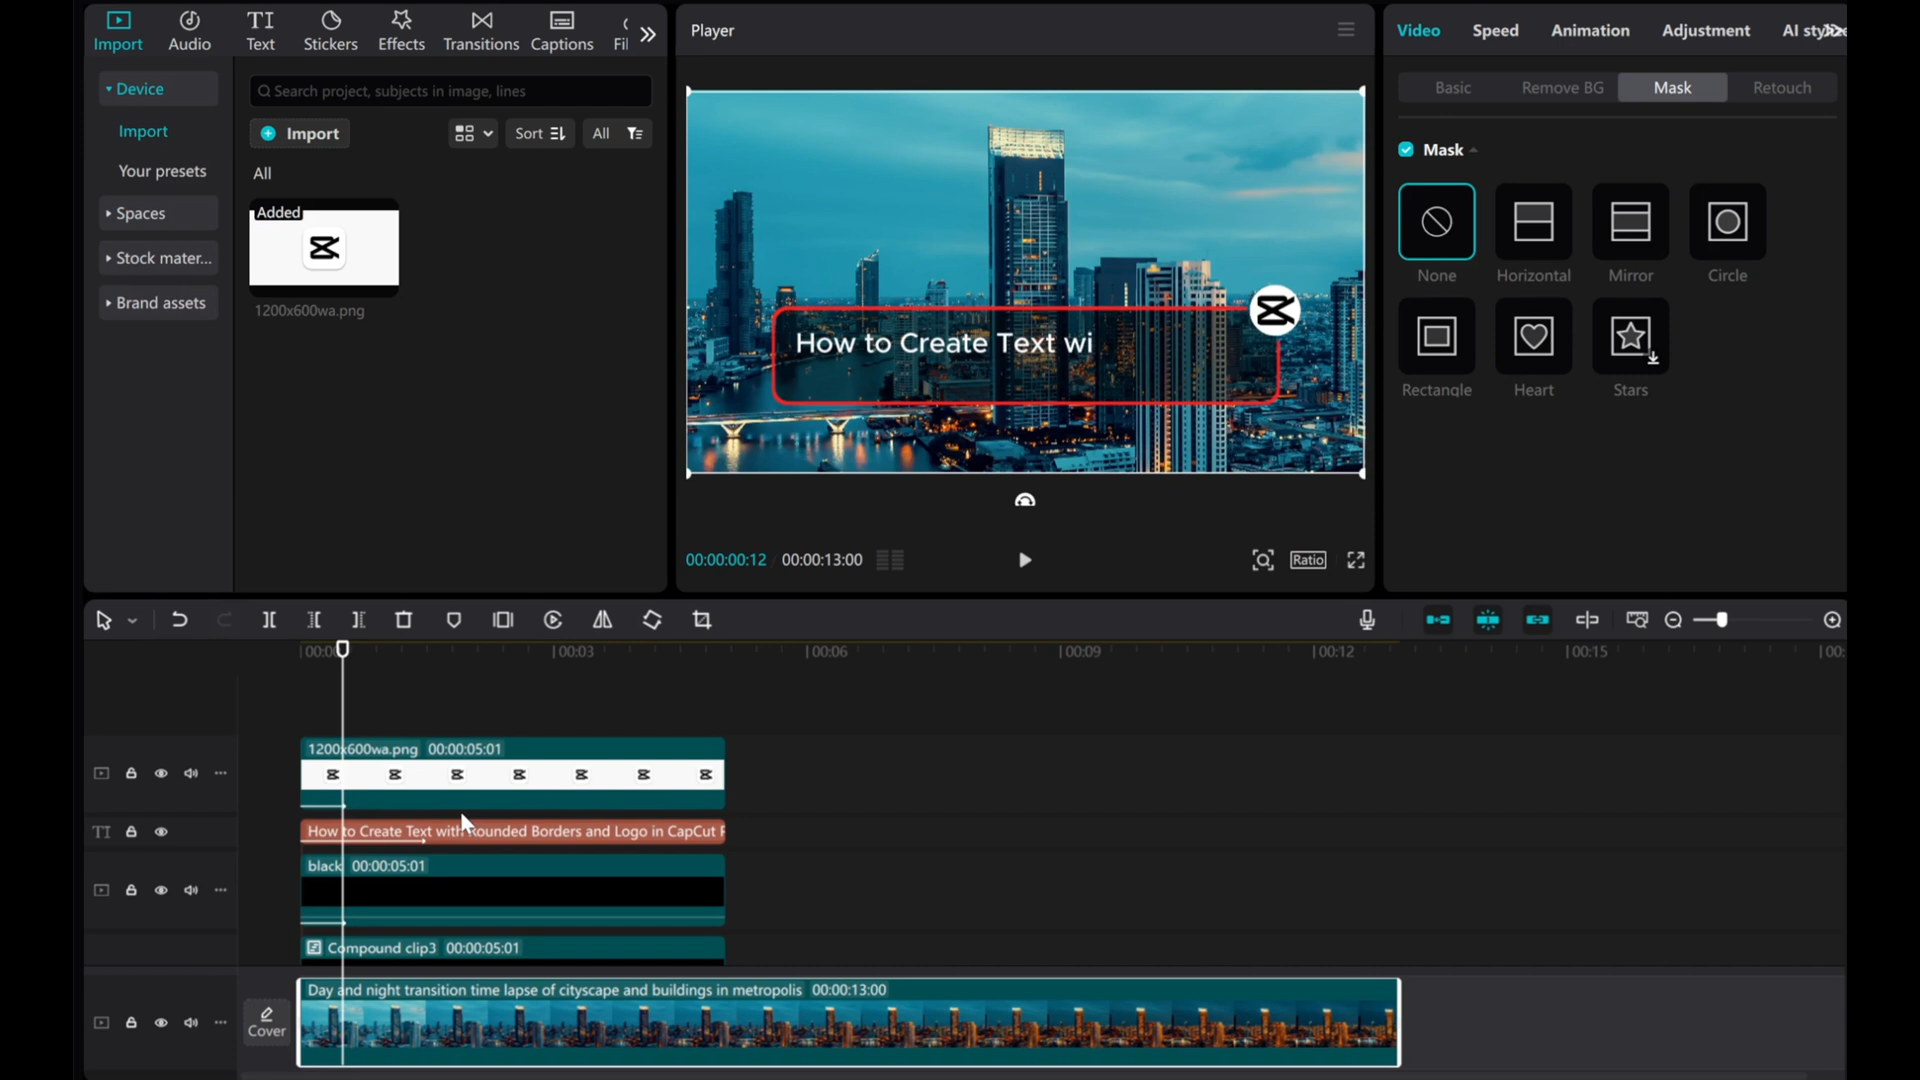 Import
Audio
Text
Stickers
Effects
Transitions
Captions
Fil
Device
Import
Your presets
Spaces
Stock mater...
Brand assets
Search project, subjects in image, lines
Import
Sort
All
All
Added
1200x600wa.png
Player
How to Create Text wi
00:00:00:12
00:00:13:00
Ratio
Video
Speed
Animation
Adjustment
AI
Basic
Remove BG
Mask
Retouch
Mask
None
Horizontal
Mirror
Circle
Rectangle
Heart
Stars
00:03
00:06
00:09
00:12
00:15
00:
1200x600wa.png 00:00:05:01
How to Create Text with Rounded Borders and Logo in CapCut
black 00:00:05:01
Compound clip3 00:00:05:01
Cover
Day and night transition time lapse of cityscape and buildings in metropolis 00:00:13:00